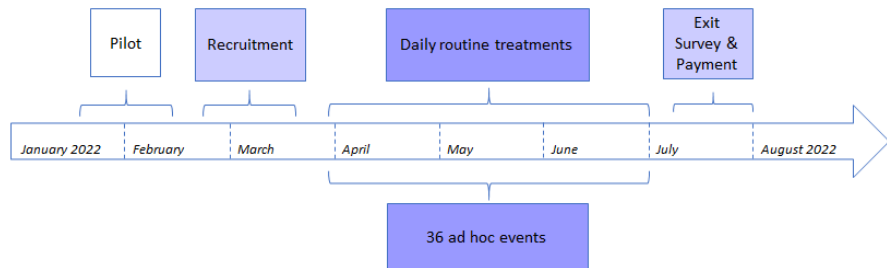 Pilot
Recruitment
Daily routine treatments
Exit
Survey &
Payment
January 2022
February
March
April
May
June
July
August 2022
36 ad hoc events